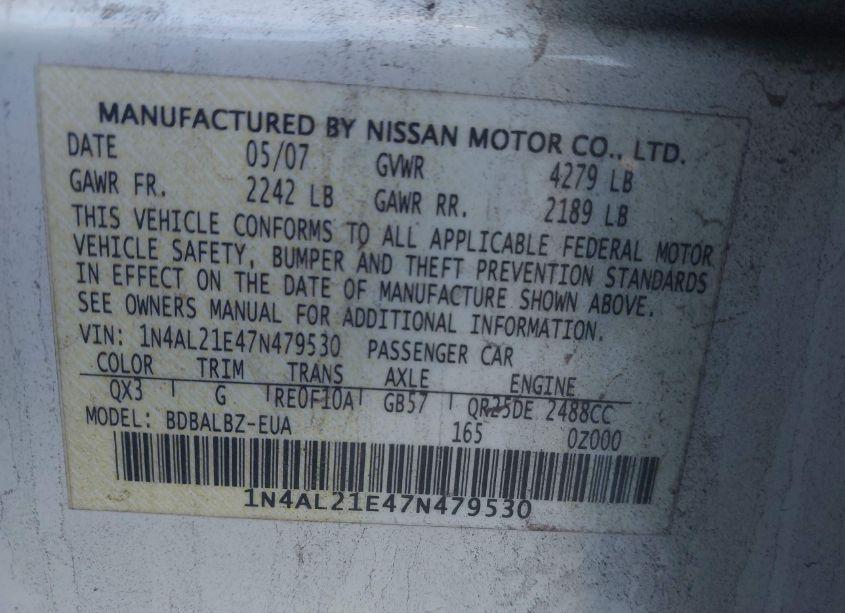 MANUFACTURED BY NISSAN MOTOR CO., LTD.
DATE 05/07 GVWR 4279 LB
GAWR FR. 2242 LB GAWR RR. 2189 LB
THIS VEHICLE CONFORMS TO ALL APPLICABLE FEDERAL MOTOR
VEHICLE SAFETY, BUMPER AND THEFT PREVENTION STANDARDS
IN EFFECT ON THE DATE OF MANUFACTURE SHOWN ABOVE.
SEE OWNERS MANUAL FOR ADDITIONAL INFORMATION.
VIN: 1N4AL21E47N479530 PASSENGER CAR
COLOR TRIM TRANS AXLE ENGINE
QX3 G RE0F10A GB57 QR25DE 2488CC
MODEL: BDBALBZ-EUA 165 0Z000
1N4AL21E47N479530